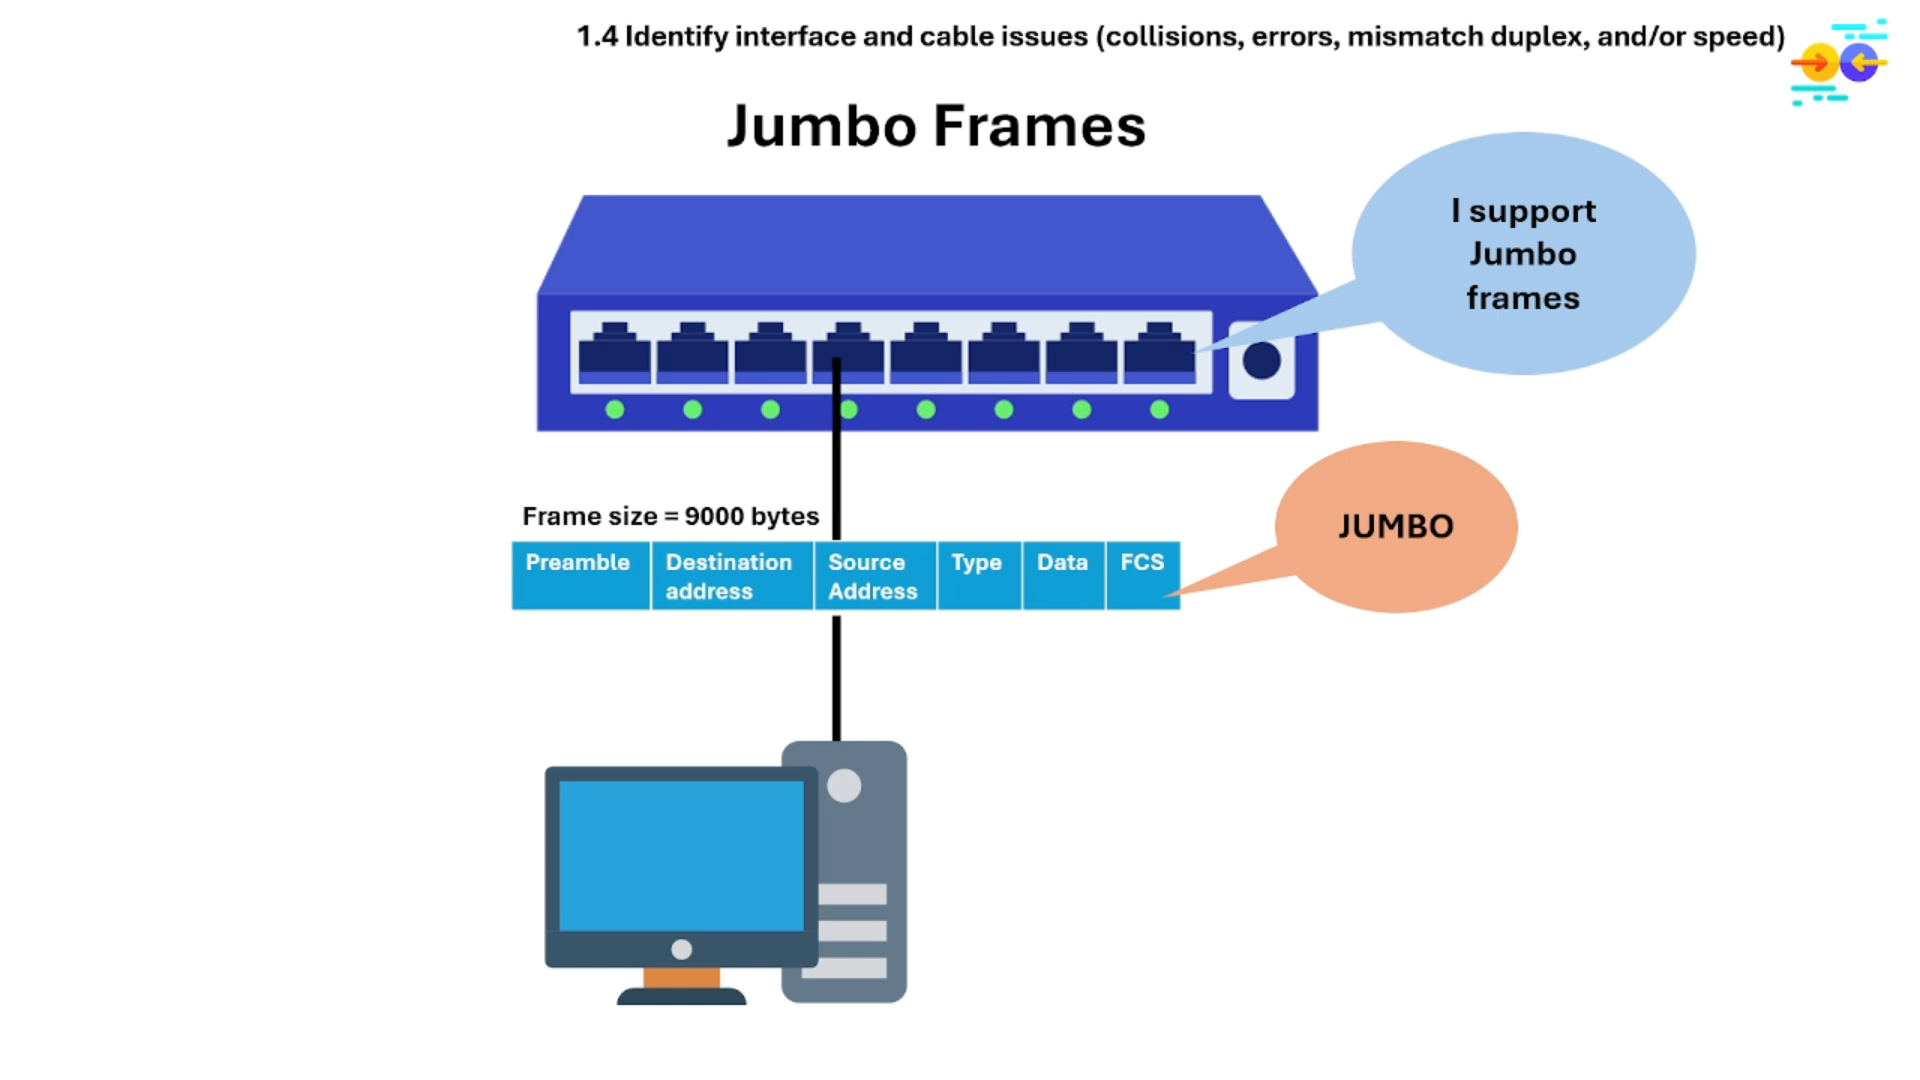 1.4 Identify interface and cable issues (collisions, errors, mismatch duplex, and/or speed)
Jumbo Frames
I support
Jumbo
frames
JUMBO
Frame size = 9000 bytes
Preamble
Destination
address
Source
Address
Type
Data
FCS